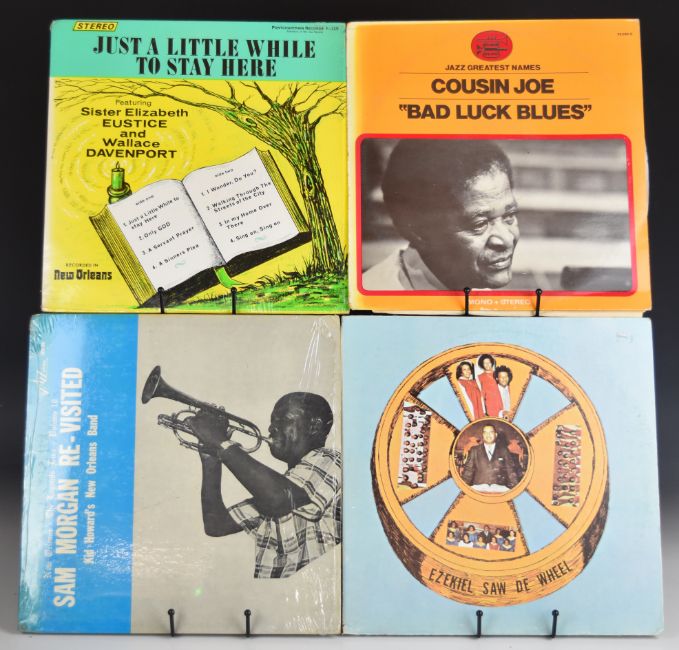 STEREO
JUST A LITTLE WHILE
TO STAY HERE
Featuring
Sister Elizabeth
EUSTICE
and
Wallace
DAVENPORT
side one
1. Just a Little While to
stay Here
2. Only GOD
3. A Servant Prayer
4. A Sinners Plea
side two
1. I Wonder, Do You?
2. Walking Through The
Streets of the City
3. In my Home Over
There
4. Sing on, Sing on
RECORDED IN
New Orleans
JAZZ GREATEST NAMES
COUSIN JOE
"BAD LUCK BLUES"
MONO + STEREO
SAM MORGAN RE-VISITED
Kid Howard's New Orleans Band
EZEKIEL SAW DE WHEEL